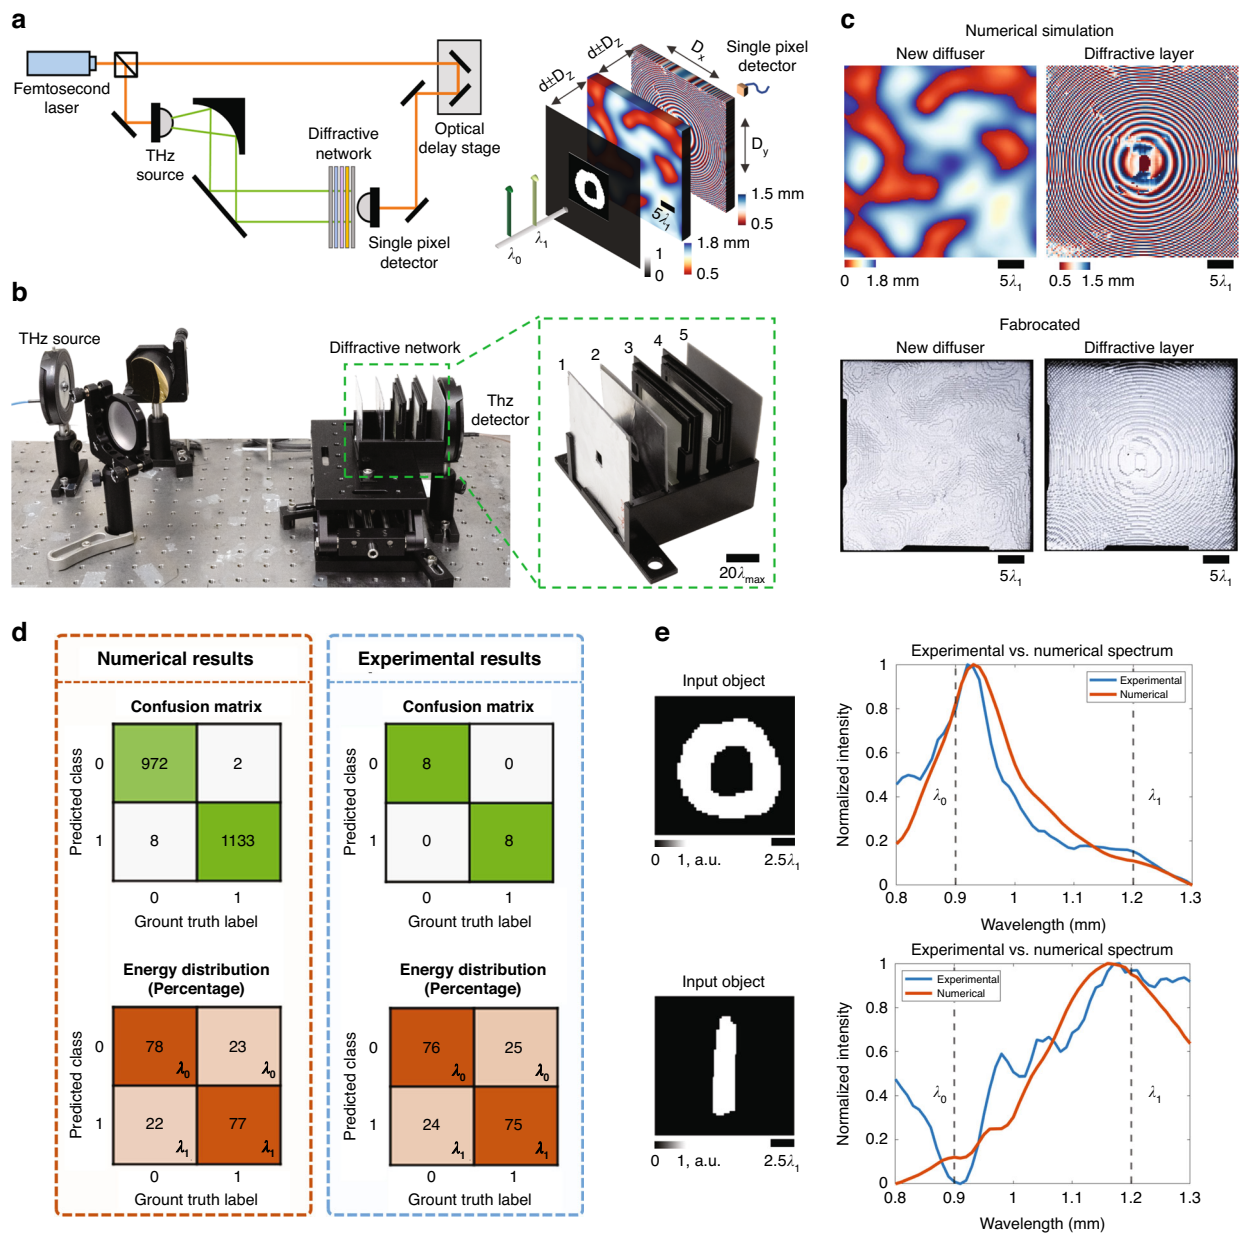 a
Femtosecond
laser
THz
source
Diffractive
network
Optical
delay stage
Single pixel
detector
d±D_Z
d±D_Z
D_x
Single pixel
detector
D_y
1.5 mm
0.5
5λ_1
1.8 mm
0.5
1
0
λ_0
λ_1
b
THz source
Diffractive network
Thz
detector
1 2 3 4 5
20λ_max
c
Numerical simulation
New diffuser
Diffractive layer
0 1.8 mm
5λ_1
0.5 1.5 mm
5λ_1
Fabrocated
New diffuser
Diffractive layer
5λ_1
5λ_1
d
Numerical results
Confusion matrix
Predicted class
0
972 2
1
8 1133
0 1
Grount truth label
Energy distribution
(Percentage)
Predicted class
0
78 23
λ_0 λ_0
1
22 77
λ_1 λ_1
0 1
Grount truth label
Experimental results
Confusion matrix
Predicted class
0
8 0
1
0 8
0 1
Grount truth label
Energy distribution
(Percentage)
Predicted class
0
76 25
λ_0 λ_0
1
24 75
λ_1 λ_1
0 1
Grount truth label
e
Input object
0 1, a.u.
2.5λ_1
Experimental vs. numerical spectrum
Experimental
Numerical
Normalized intensity
1
0.8
0.6
0.4
0.2
0
λ_0
λ_1
0.8 0.9 1 1.1 1.2 1.3
Wavelength (mm)
Input object
0 1, a.u.
2.5λ_1
Experimental vs. numerical spectrum
Experimental
Numerical
Normalized intensity
1
0.8
0.6
0.4
0.2
0
λ_0
λ_1
0.8 0.9 1 1.1 1.2 1.3
Wavelength (mm)